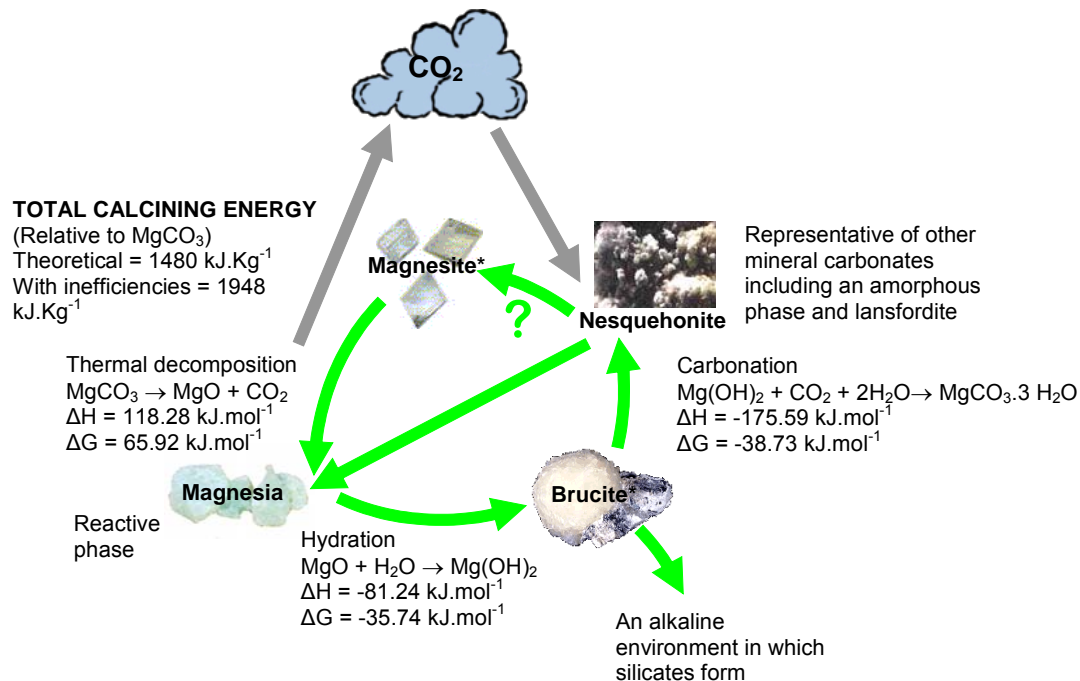 CO₂
TOTAL CALCINING ENERGY
(Relative to MgCO₃)
Theoretical = 1480 kJ.Kg⁻¹
With inefficiencies = 1948
kJ.Kg⁻¹
Magnesite*
?
Nesquehonite
Representative of other
mineral carbonates
including an amorphous
phase and lansfordite
Thermal decomposition
MgCO₃ → MgO + CO₂
ΔH = 118.28 kJ.mol⁻¹
ΔG = 65.92 kJ.mol⁻¹
Carbonation
Mg(OH)₂ + CO₂ + 2H₂O→ MgCO₃.3 H₂O
ΔH = -175.59 kJ.mol⁻¹
ΔG = -38.73 kJ.mol⁻¹
Magnesia
Reactive
phase
Brucite*
Hydration
MgO + H₂O → Mg(OH)₂
ΔH = -81.24 kJ.mol⁻¹
ΔG = -35.74 kJ.mol⁻¹
An alkaline
environment in which
silicates form